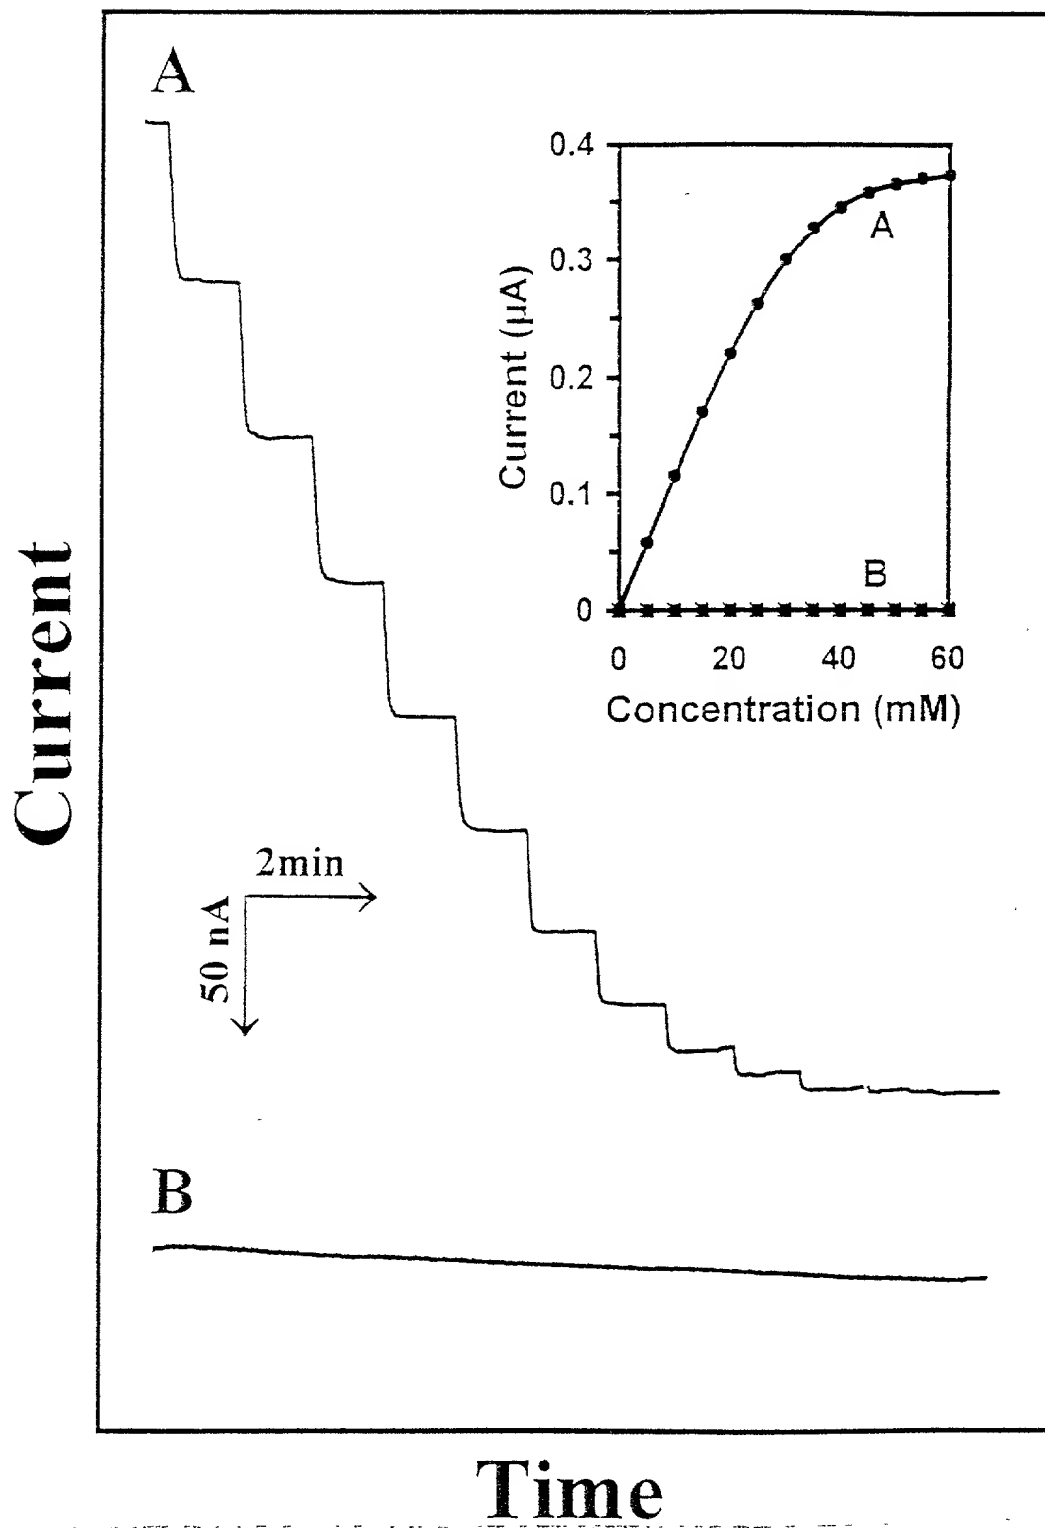 A
0.4
0.3
0.2
0.1
0
Current (µA)
A
B
0
20
40
60
Concentration (mM)
2min
50 nA
B
Current
Time